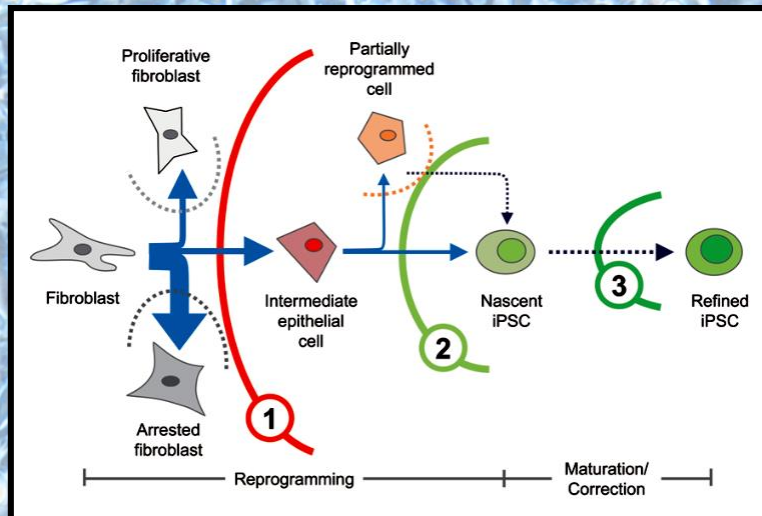 Proliferative
fibroblast
Partially
reprogrammed
cell
Fibroblast
Intermediate
epithelial
cell
Nascent
iPSC
Refined
iPSC
Arrested
fibroblast
1
2
3
Reprogramming
Maturation/
Correction